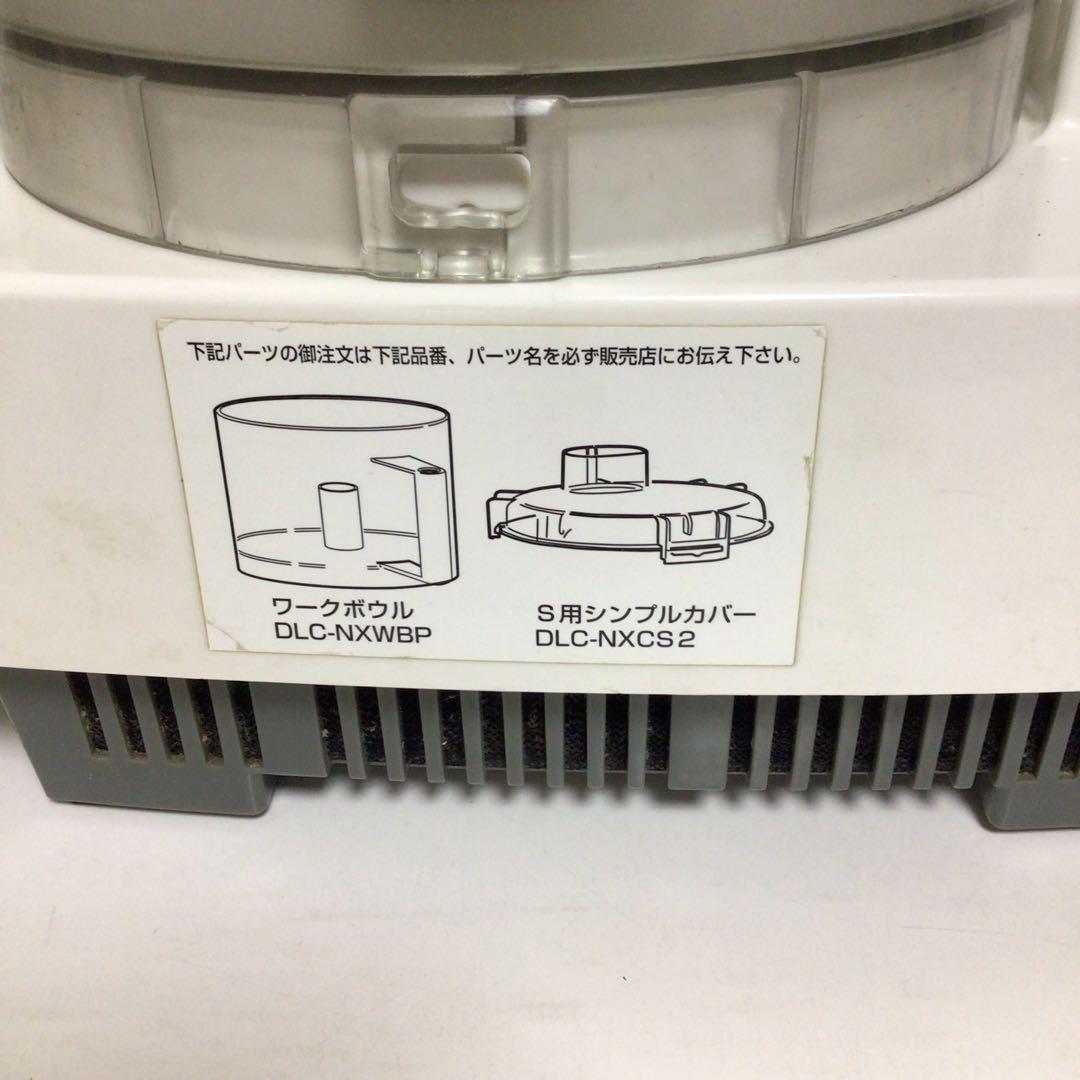 下記パーツの御注文は下記品番、パーツ名を必ず販売店にお伝え下さい。
ワークボウル
DLC-NXWBP
S用シンプルカバー
DLC-NXCS2